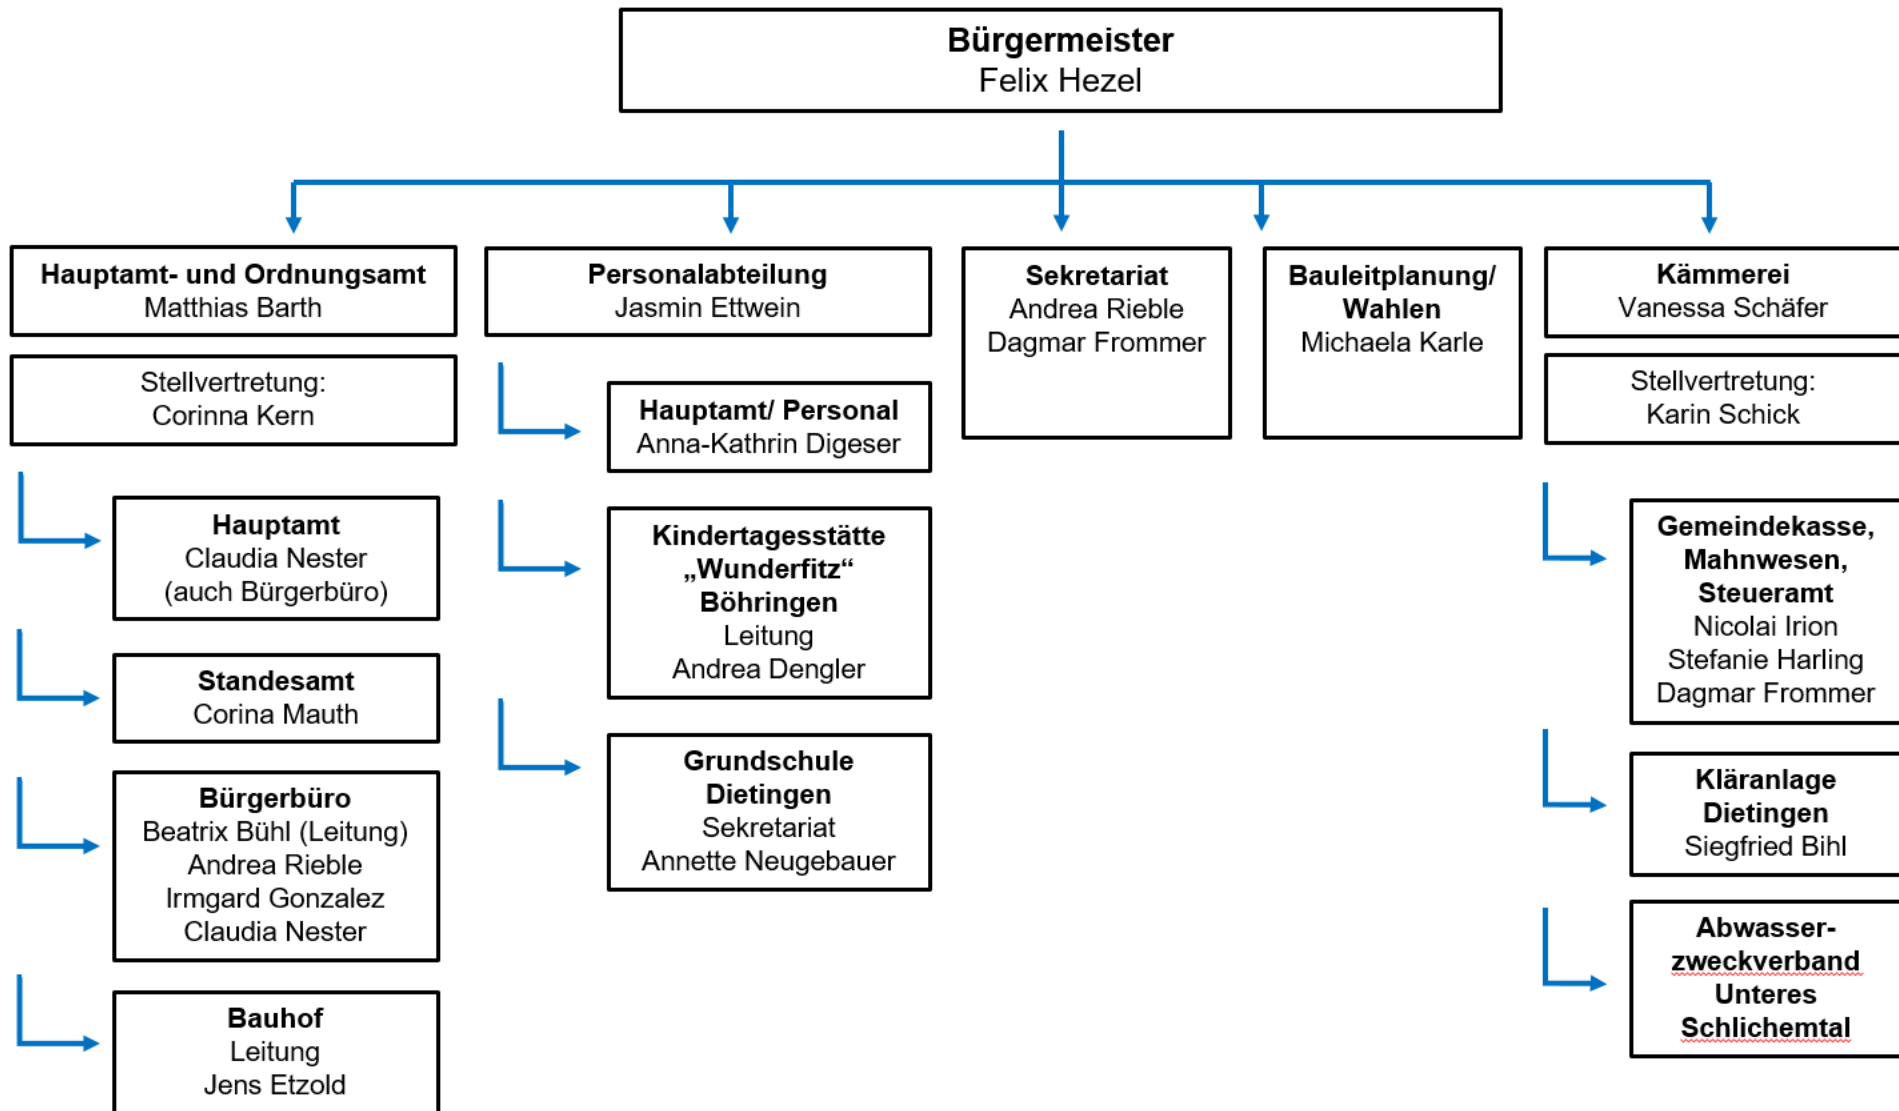 Bürgermeister
Felix Hezel
Hauptamt- und Ordnungsamt
Matthias Barth
Stellvertretung:
Corinna Kern
Hauptamt
Claudia Nester
(auch Bürgerbüro)
Standesamt
Corina Mauth
Bürgerbüro
Beatrix Bühl (Leitung)
Andrea Rieble
Irmgard Gonzalez
Claudia Nester
Bauhof
Leitung
Jens Etzold
Personalabteilung
Jasmin Ettwein
Hauptamt/ Personal
Anna-Kathrin Digeser
Kindertagesstätte
„Wunderfitz“
Böhringen
Leitung
Andrea Dengler
Grundschule
Dietingen
Sekretariat
Annette Neugebauer
Sekretariat
Andrea Rieble
Dagmar Frommer
Bauleitplanung/
Wahlen
Michaela Karle
Kämmerei
Vanessa Schäfer
Stellvertretung:
Karin Schick
Gemeindekasse,
Mahnwesen,
Steueramt
Nicolai Irion
Stefanie Harling
Dagmar Frommer
Kläranlage
Dietingen
Siegfried Bihl
Abwasser-
zweckverband
Unteres
Schlichemtal